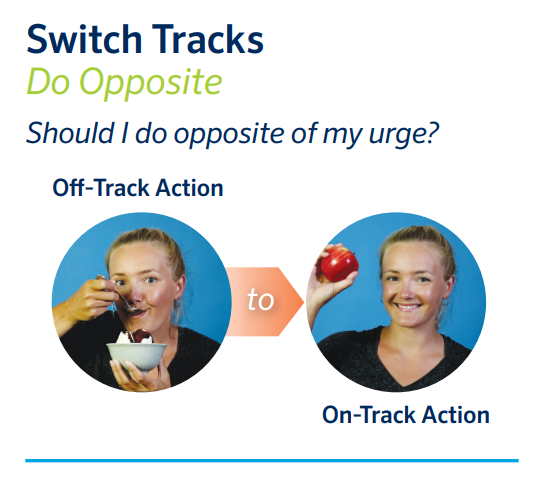 Switch Tracks
Do Opposite
Should I do opposite of my urge?
Off-Track Action
to
On-Track Action